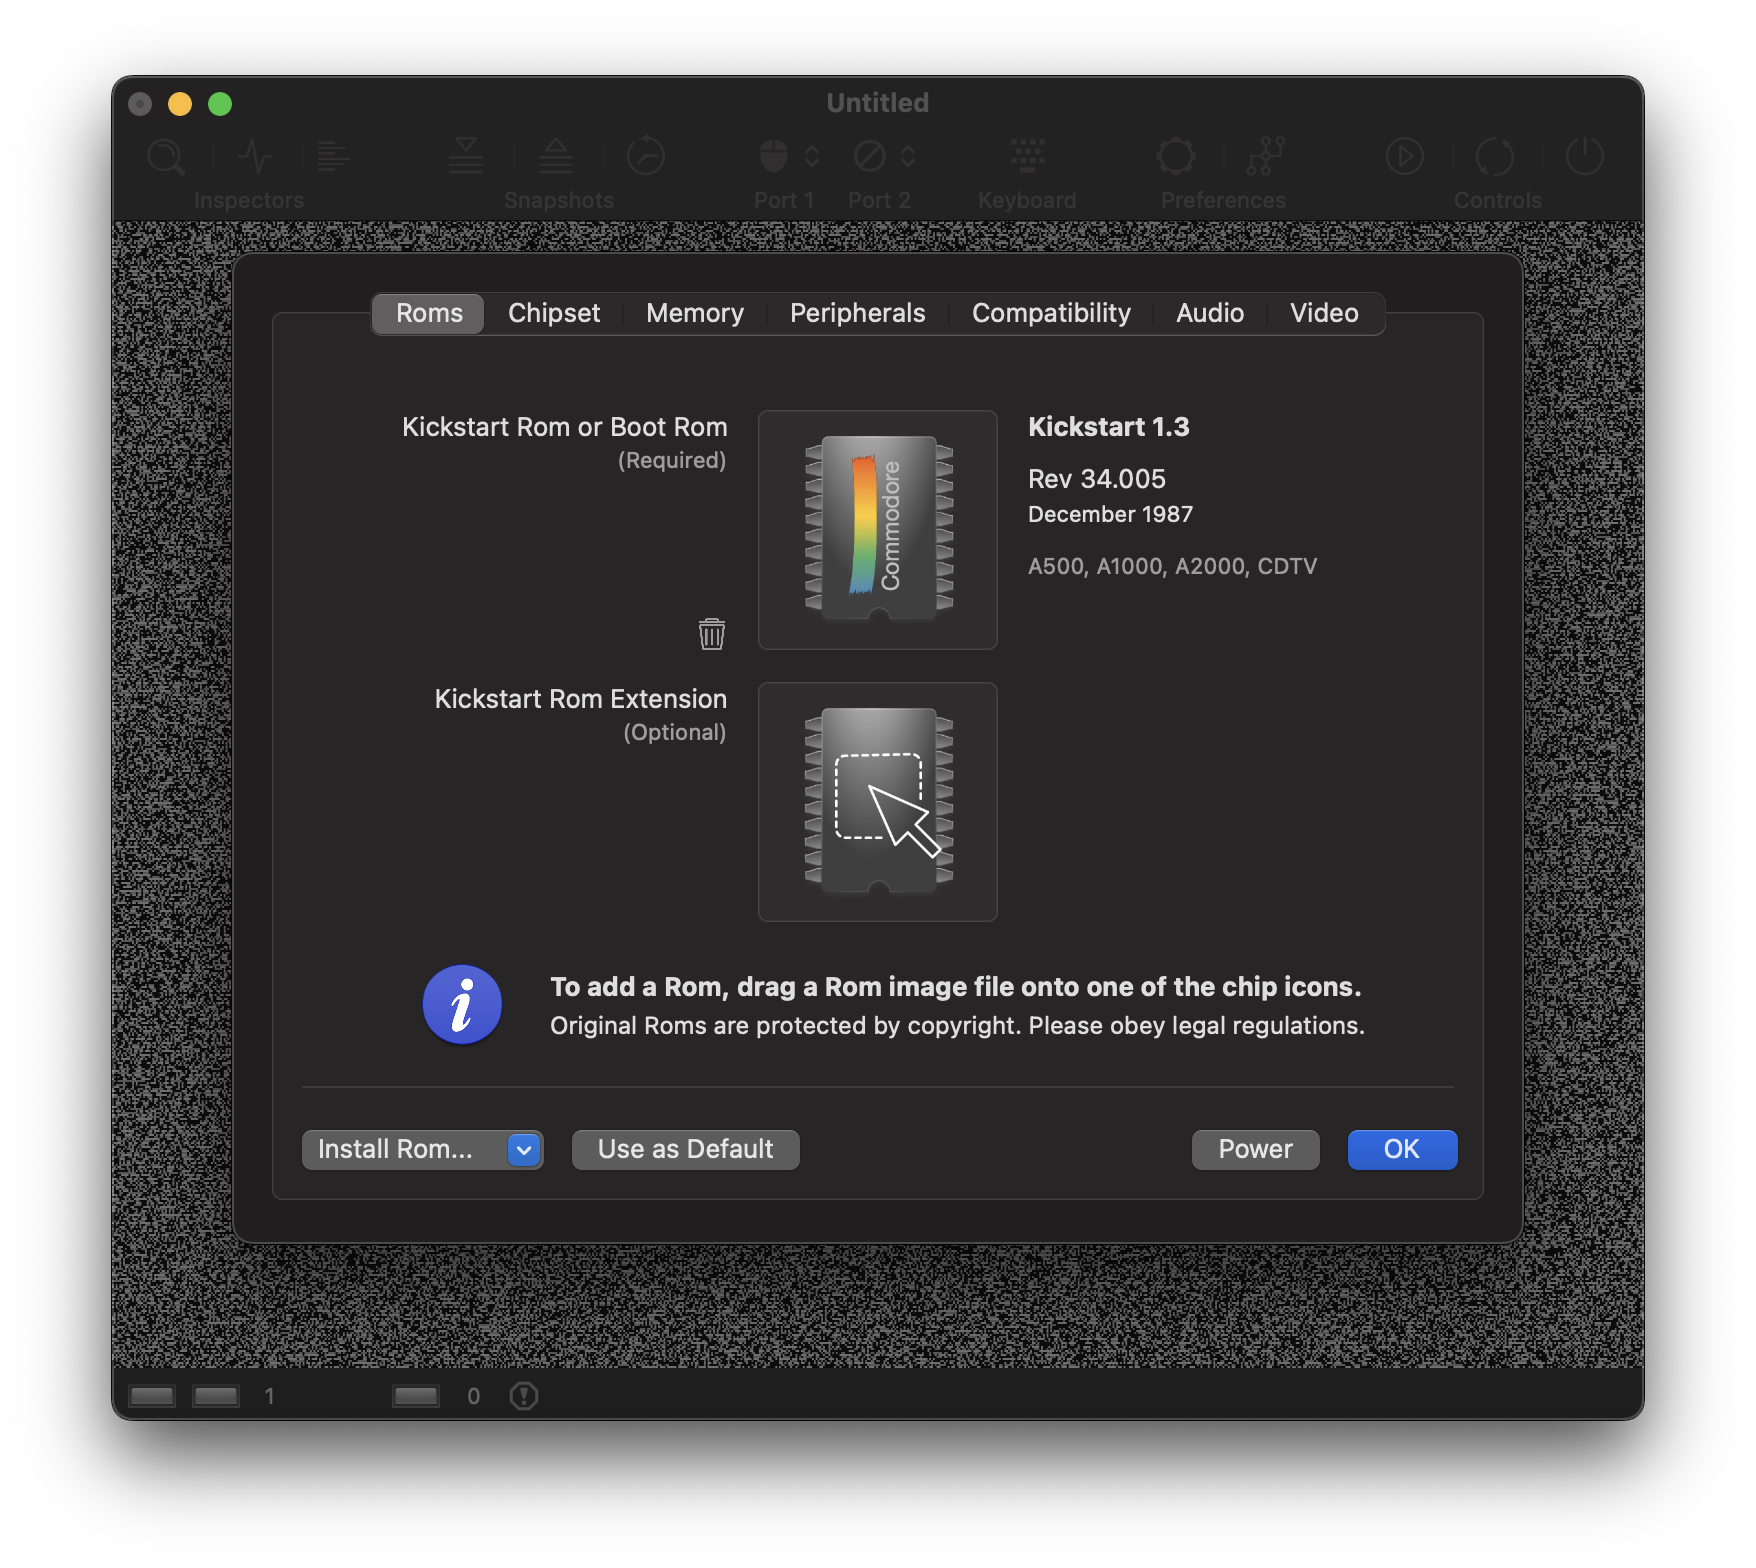 Untitled
Inspectors
Snapshots
Port 1
Port 2
Keyboard
Preferences
Controls
Roms
Chipset
Memory
Peripherals
Compatibility
Audio
Video
Kickstart Rom or Boot Rom
(Required)
Commodore
Kickstart 1.3
Rev 34.005
December 1987
A500, A1000, A2000, CDTV
Kickstart Rom Extension
(Optional)
i
To add a Rom, drag a Rom image file onto one of the chip icons.
Original Roms are protected by copyright. Please obey legal regulations.
Install Rom...
Use as Default
Power
OK
1
0